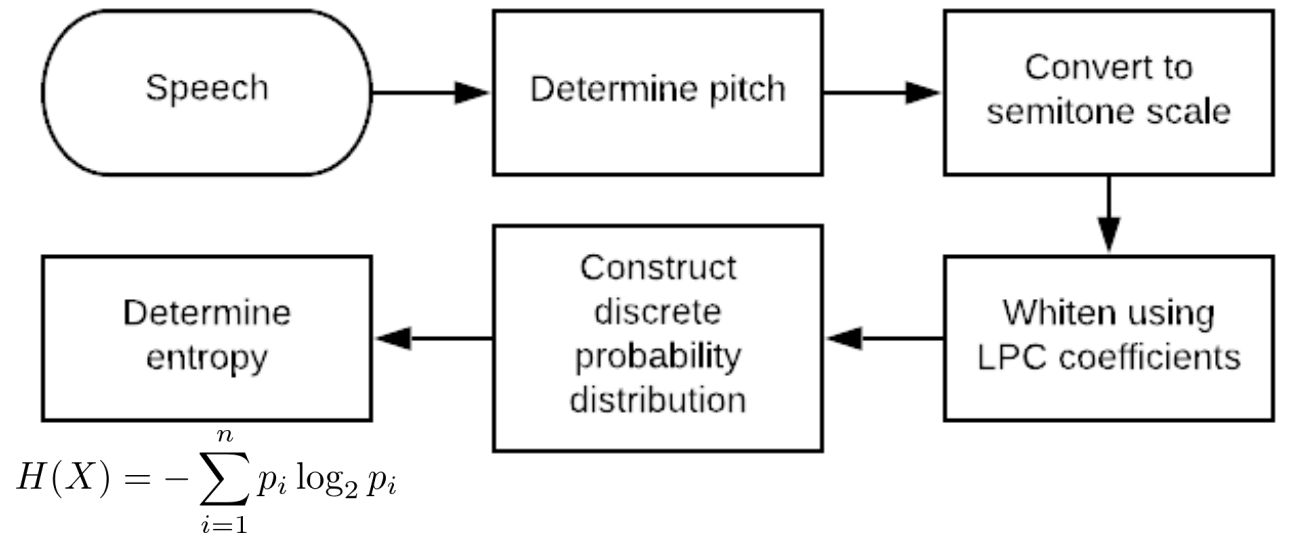 Speech
Determine pitch
Convert to
semitone scale
Whiten using
LPC coefficients
Construct
discrete
probability
distribution
Determine
entropy
H(X) = − ∑_{i=1}^{n} p_i log_2 p_i